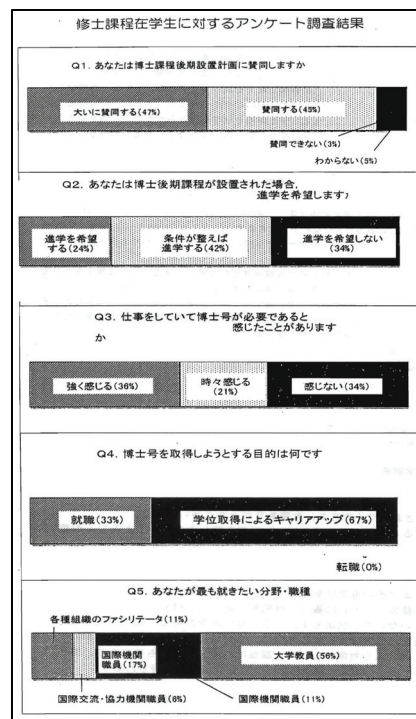 修士課程在学生に対するアンケート調査結果
Q1. あなたは博士課程後期設置計画に賛同しますか
大いに賛同する(47%)
賛同する(45%)
賛同できない(3%)
わからない(5%)
Q2. あなたは博士後期課程が設置された場合,
進学を希望します
進学を希望
する(24%)
条件が整えば
進学する(42%)
進学を希望しない
(34%)
Q3. 仕事をしていて博士号が必要であると
感じたことがあります
か
強く感じる(36%)
時々感じる
(21%)
感じない(34%)
Q4. 博士号を取得しようとする目的は何です
就職(33%)
学位取得によるキャリアアップ(67%)
転職(0%)
Q5. あなたが最も就きたい分野・職種
各種組織のファシリテータ(11%)
国際機関
職員(17%)
大学教員(56%)
国際交流・協力機関職員(6%)
国際機関職員(11%)